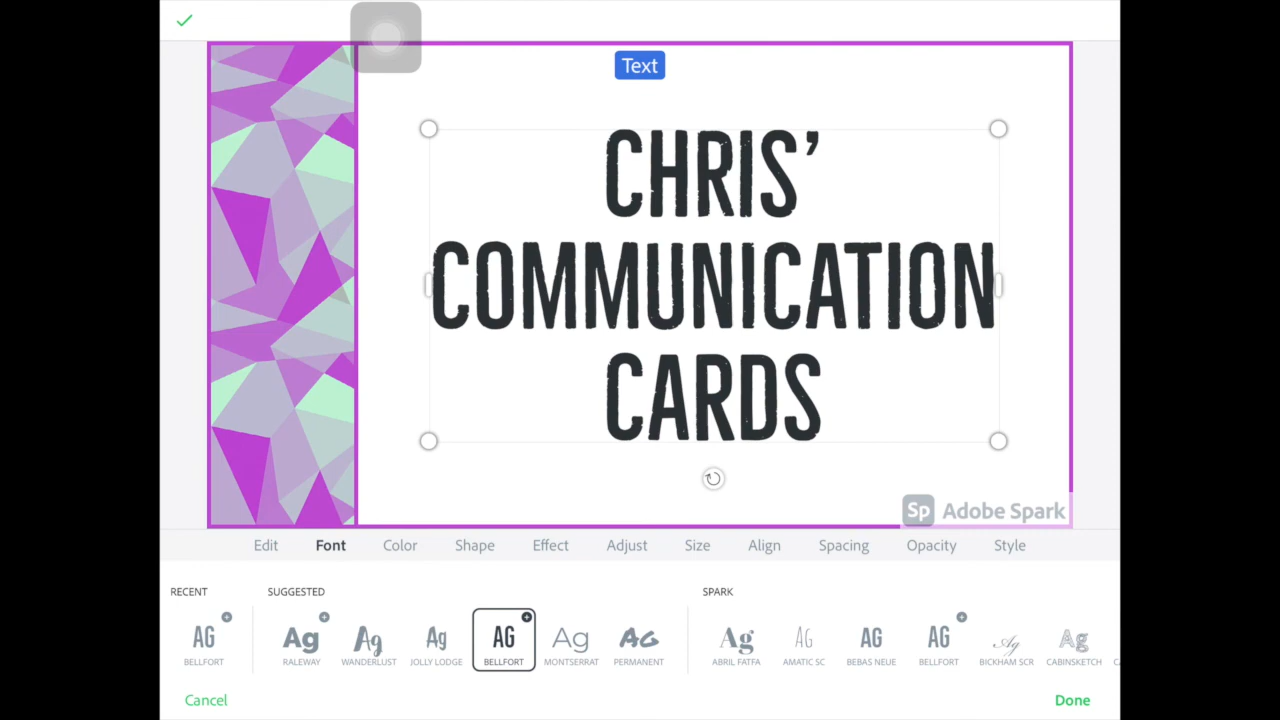 Text
CHRIS’
COMMUNICATION
CARDS
Sp Adobe Spark
Edit Font Color Shape Effect Adjust Size Align Spacing Opacity Style
RECENT SUGGESTED SPARK
AG Ag Ag Ag AG Ag AG Ag AG AG AG Ag Ag
BELLFORT RALEWAY WANDERLUST JOLLY LODGE BELLFORT MONTSERRAT PERMANENT ABRIL FATFA AMATIC SC BEBAS NEUE BELLFORT BICKHAM SCR CABINSKETCH
Cancel Done